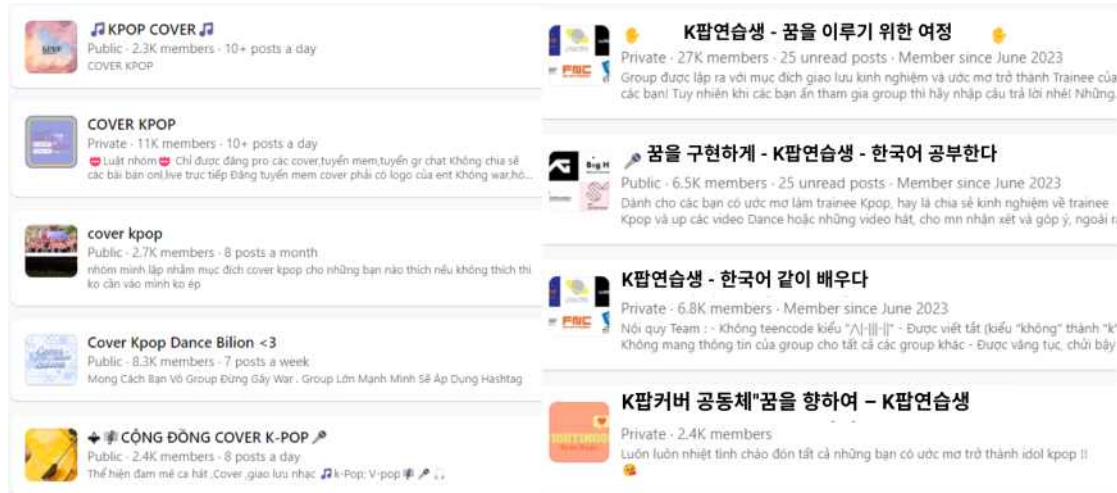 🎵 KPOP COVER 🎵
Public · 2.3K members · 10+ posts a day
COVER KPOP
COVER KPOP
Private · 11K members · 10+ posts a day
Luật nhóm Chỉ được đăng pro các cover,tuyển mem,tuyển gr chat Không chia sẻ
các bài bán onl,live trực tiếp Đăng tuyển mem cover phải có logo của ent Không war,hó...
cover kpop
Public · 2.7K members · 8 posts a month
nhóm mình lập nhằm mục đích cover kpop cho những bạn nào thích nếu không thích thì
ko cần vào mình ko ép
Cover Kpop Dance Bilion <3
Public · 8.3K members · 7 posts a week
Mong Cách Bạn Vô Group Đừng Gây War . Group Lớn Mạnh Mình Sẽ Áp Dụng Hashtag
CỘNG ĐỒNG COVER K-POP 🎤
Public · 2.4K members · 8 posts a day
Thể hiện đam mê ca hát ,Cover ,giao lưu nhạc 🎵 k-Pop; V-pop
✋ K팝연습생 - 꿈을 이루기 위한 여정 ✋
Private · 27K members · 25 unread posts · Member since June 2023
Group được lập ra với mục đích giao lưu kinh nghiệm và ước mơ trở thành Trainee của
các bạn! Tuy nhiên khi các bạn ấn tham gia group thì hãy nhập câu trả lời nhé! Những
FNC
🎤 꿈을 구현하게 - K팝연습생 - 한국어 공부한다
Public · 6.5K members · 25 unread posts · Member since June 2023
Dành cho các bạn có ước mơ làm trainee Kpop, hay là chia sẻ kinh nghiệm về trainee
Kpop và up các video Dance hoặc những video hát, cho mn nhận xét và góp ý, ngoài r
Big H
K팝연습생 - 한국어 같이 배우다
Private · 6.8K members · Member since June 2023
Nội quy Team : - Không teencode kiểu "/\|-|||-||" - Được viết tắt (kiểu "không" thành "k"
Không mang thông tin của group cho tất cả các group khác - Được văng tục, chửi bậy
FNC
K팝커버 공동체"꿈을 향하여 – K팝연습생
Private · 2.4K members
Luôn luôn nhiệt tình chào đón tất cả những bạn có ước mơ trở thành idol kpop !!
😘